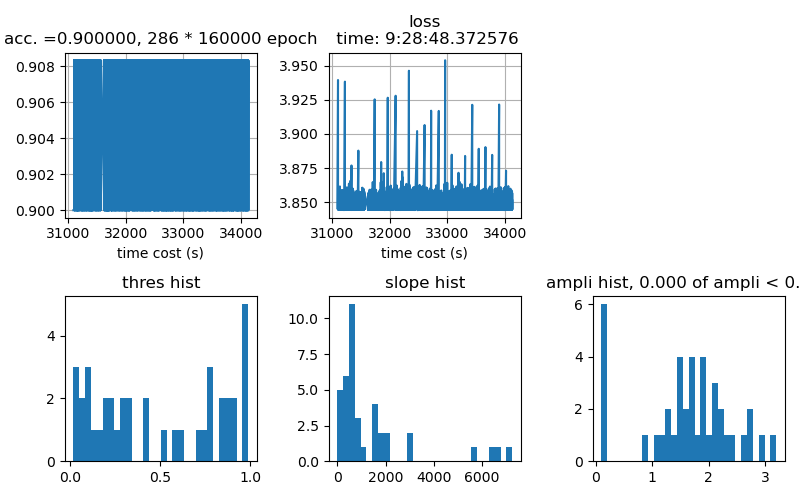 acc. =0.900000, 286 * 160000 epoch
loss
time: 9:28:48.372576
0.908
0.906
0.904
0.902
0.900
31000 32000 33000 34000
time cost (s)
3.950
3.925
3.900
3.875
3.850
31000 32000 33000 34000
time cost (s)
thres hist
4
2
0
0.0 0.5 1.0
slope hist
10.0
7.5
5.0
2.5
0.0
0 2000 4000 6000
ampli hist, 0.000 of ampli < 0.
6
4
2
0
0 1 2 3